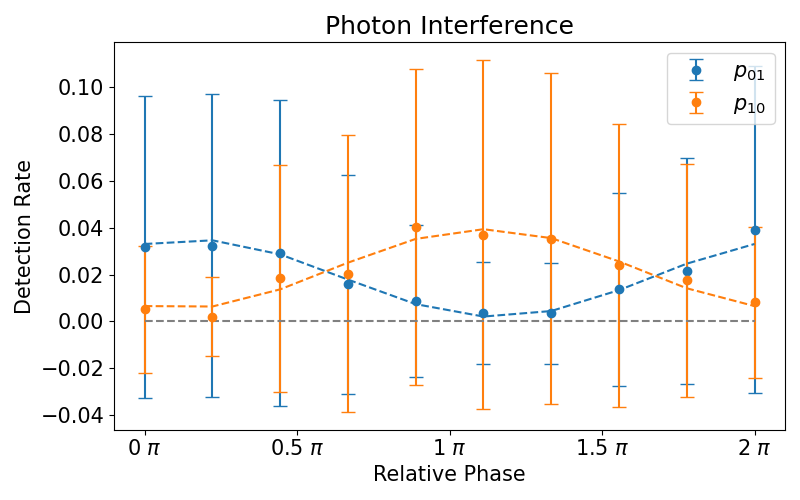 Photon Interference
p01
p10
Detection Rate
0.10
0.08
0.06
0.04
0.02
0.00
−0.02
−0.04
0 π
0.5 π
1 π
1.5 π
2 π
Relative Phase